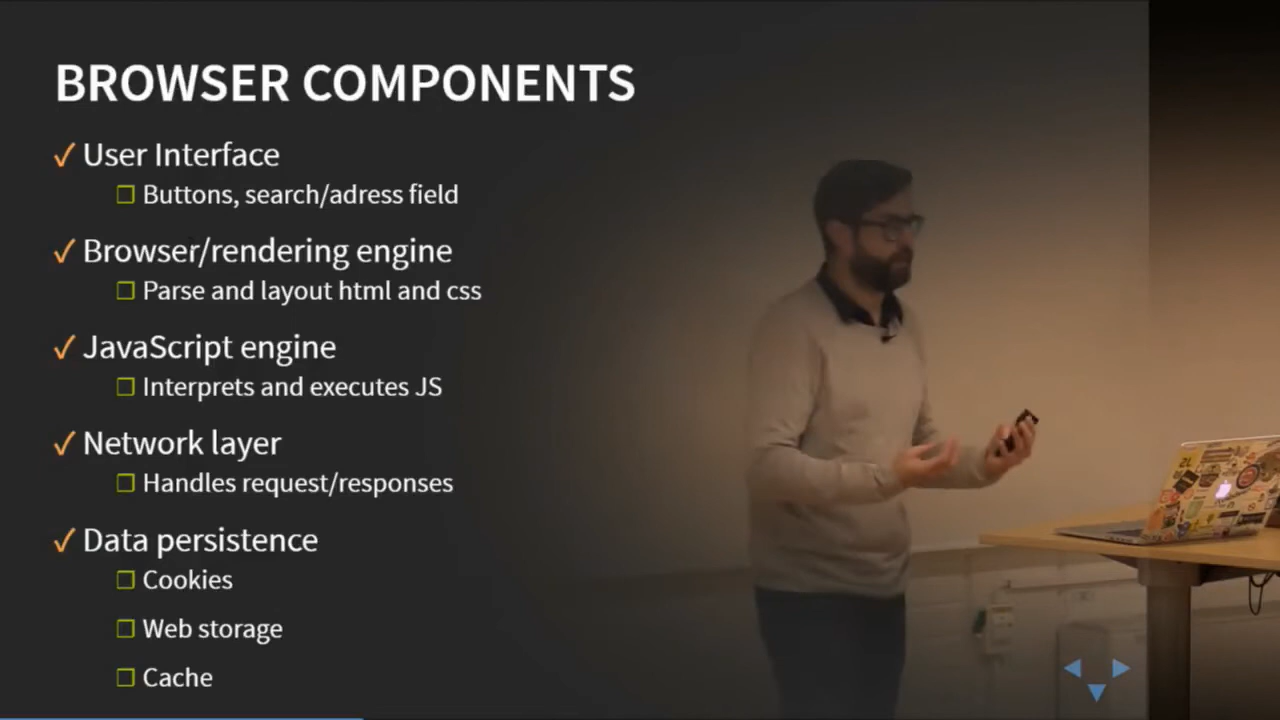 BROWSER COMPONENTS
✓ User Interface
❐ Buttons, search/adress field
✓ Browser/rendering engine
❐ Parse and layout html and css
✓ JavaScript engine
❐ Interprets and executes JS
✓ Network layer
❐ Handles request/responses
✓ Data persistence
❐ Cookies
❐ Web storage
❐ Cache